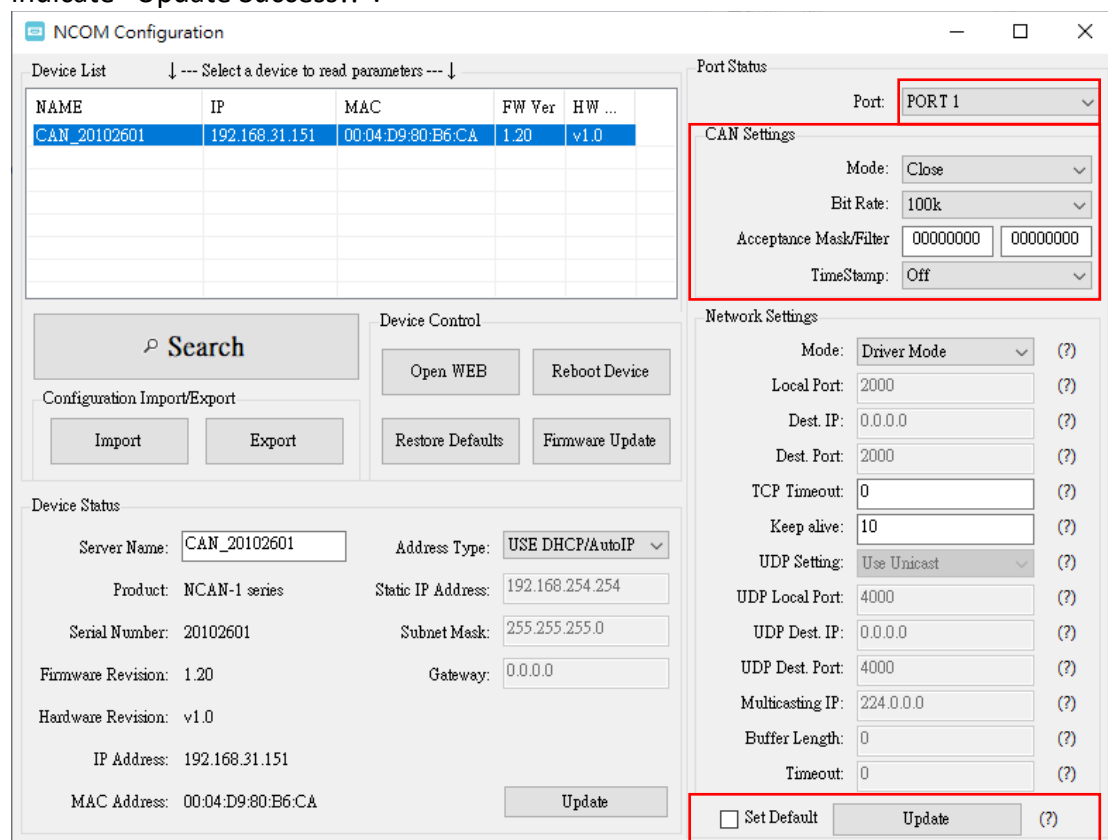 indicate "Update Success!!".
NCOM Configuration
Device List ↓ --- Select a device to read parameters --- ↓
NAME IP MAC FW Ver HW ...
CAN_20102601 192.168.31.151 00:04:D9:80:B6:CA 1.20 v1.0
Search
Configuration Import/Export
Import Export
Device Control
Open WEB Reboot Device
Restore Defaults Firmware Update
Device Status
Server Name: CAN_20102601 Address Type: USE DHCP/AutoIP
Product: NCAN-1 series Static IP Address: 192.168.254.254
Serial Number: 20102601 Subnet Mask: 255.255.255.0
Firmware Revision: 1.20 Gateway: 0.0.0.0
Hardware Revision: v1.0
IP Address: 192.168.31.151
MAC Address: 00:04:D9:80:B6:CA Update
Port Status
Port: PORT 1
CAN Settings
Mode: Close
Bit Rate: 100k
Acceptance Mask/Filter 00000000 00000000
TimeStamp: Off
Network Settings
Mode: Driver Mode (?)
Local Port: 2000 (?)
Dest. IP: 0.0.0.0 (?)
Dest. Port: 2000 (?)
TCP Timeout: 0 (?)
Keep alive: 10 (?)
UDP Setting: Use Unicast (?)
UDP Local Port: 4000 (?)
UDP Dest. IP: 0.0.0.0 (?)
UDP Dest. Port: 4000 (?)
Multicasting IP: 224.0.0.0 (?)
Buffer Length: 0 (?)
Timeout: 0 (?)
Set Default Update (?)